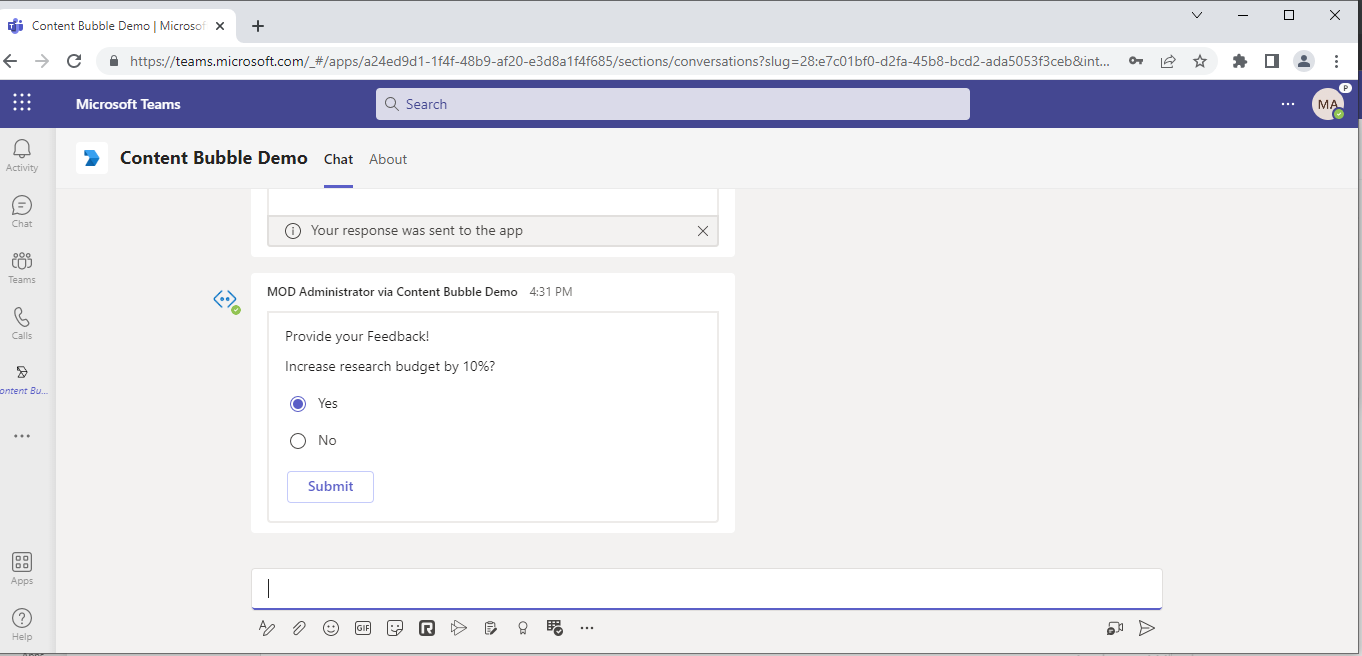 Content Bubble Demo | Microsof
https://teams.microsoft.com/_#/apps/a24ed9d1-1f4f-48b9-af20-e3d8a1f4f685/sections/conversations?slug=28:e7c01bf0-d2fa-45b8-bcd2-ada5053f3ceb&int...
Microsoft Teams
Search
P
MA
Content Bubble Demo
Chat
About
Activity
Chat
Teams
Calls
ontent Bu...
Apps
Help
Your response was sent to the app
MOD Administrator via Content Bubble Demo 4:31 PM
Provide your Feedback!
Increase research budget by 10%?
Yes
No
Submit
GIF
Apps